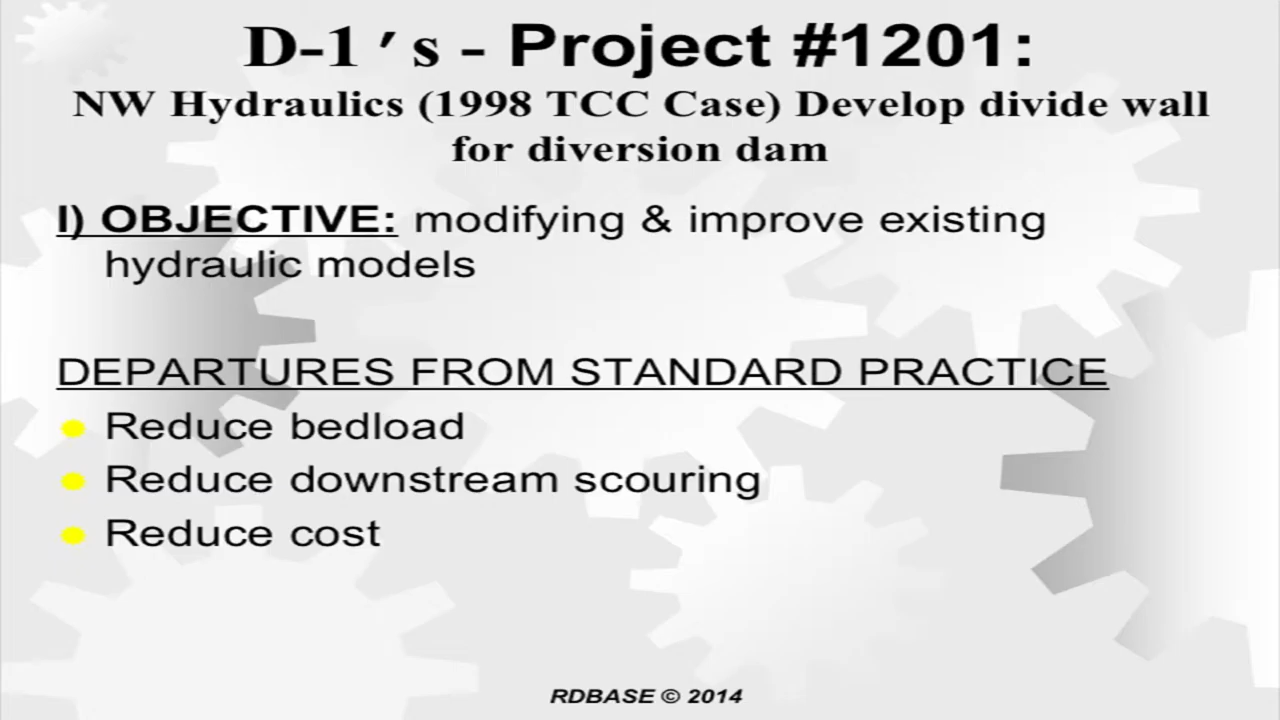 D-1's - Project #1201:
NW Hydraulics (1998 TCC Case) Develop divide wall
for diversion dam
I) OBJECTIVE: modifying & improve existing
hydraulic models
DEPARTURES FROM STANDARD PRACTICE
Reduce bedload
Reduce downstream scouring
Reduce cost
RDBASE © 2014